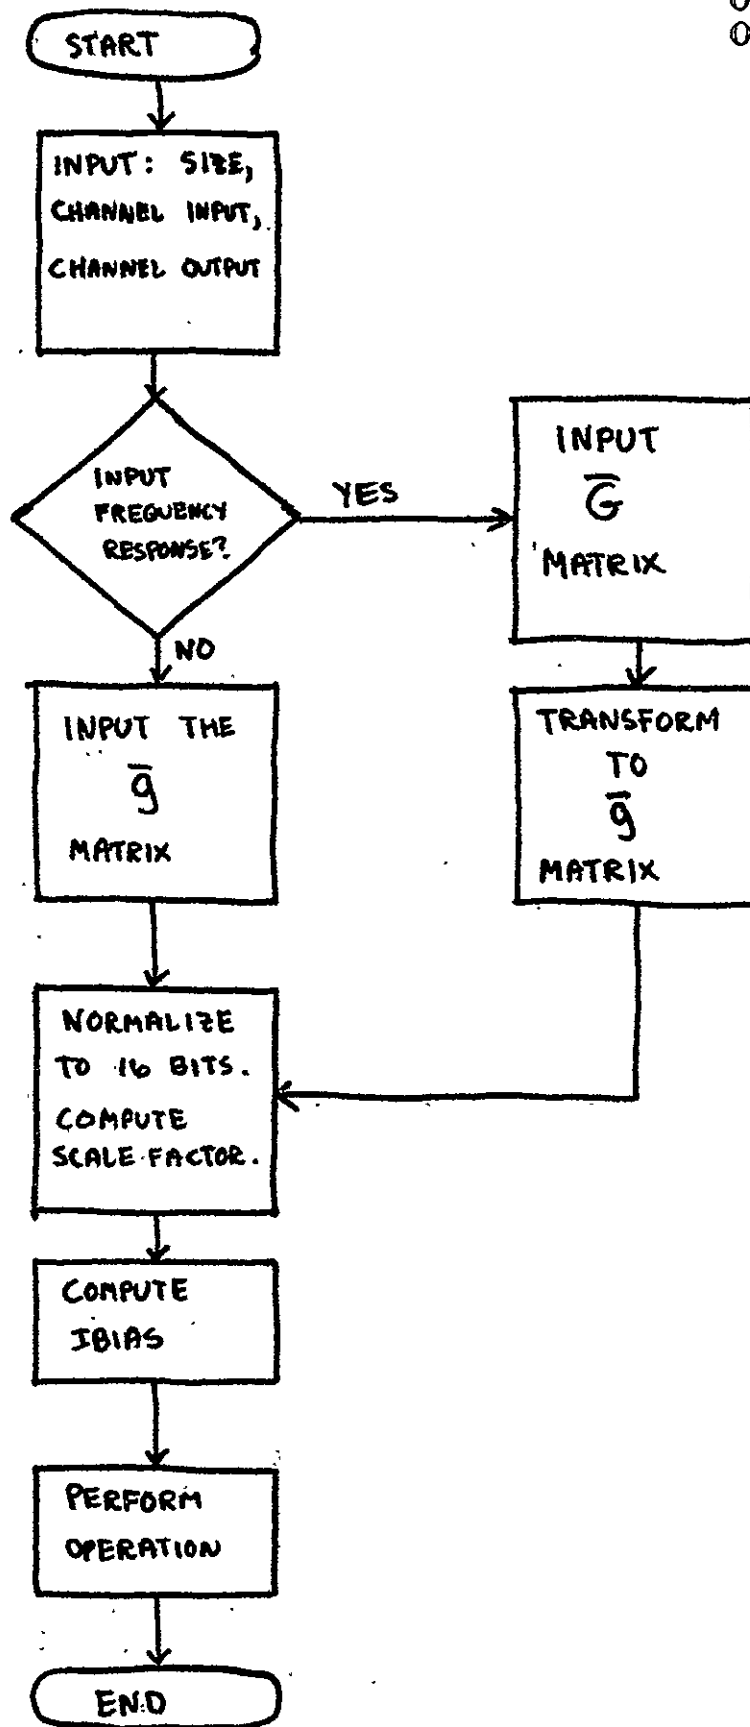 START
INPUT: SIZE,
CHANNEL INPUT,
CHANNEL OUTPUT
INPUT
FREQUENCY
RESPONSE?
YES
INPUT
G̅
MATRIX
NO
INPUT THE
g̅
MATRIX
TRANSFORM
TO
g̅
MATRIX
NORMALIZE
TO 16 BITS.
COMPUTE
SCALE FACTOR.
COMPUTE
IBIAS
PERFORM
OPERATION
END